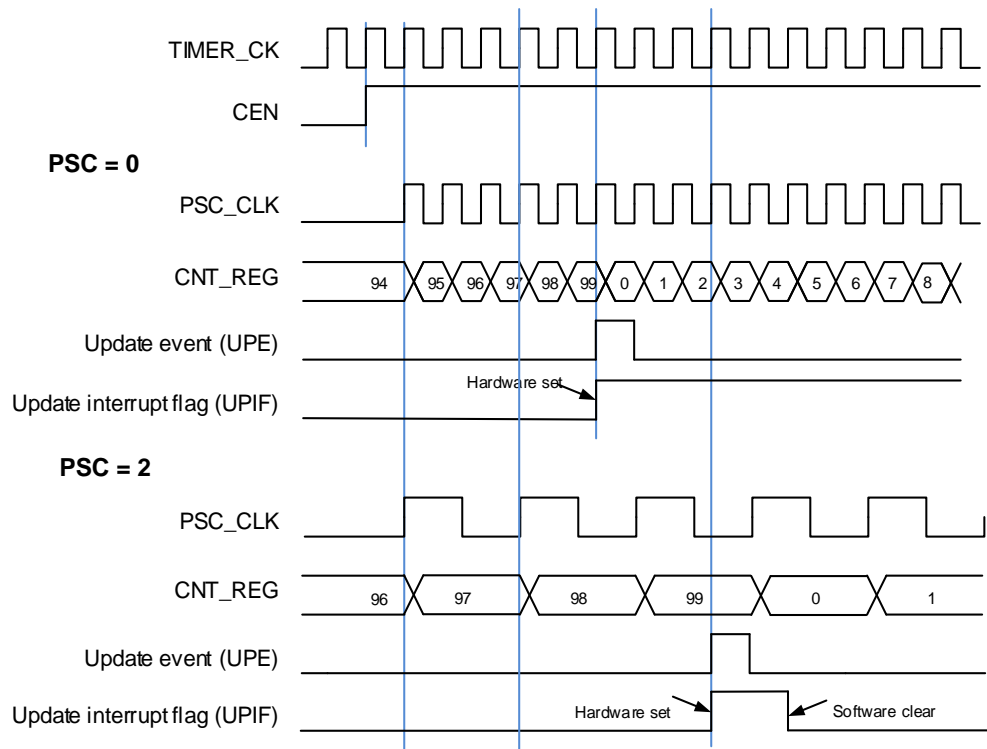 TIMER_CK
CEN
PSC = 0
PSC_CLK
CNT_REG 94 95 96 97 98 99 0 1 2 3 4 5 6 7 8
Update event (UPE)
Hardware set
Update interrupt flag (UPIF)
PSC = 2
PSC_CLK
CNT_REG 96 97 98 99 0 1
Update event (UPE)
Update interrupt flag (UPIF) Hardware set Software clear